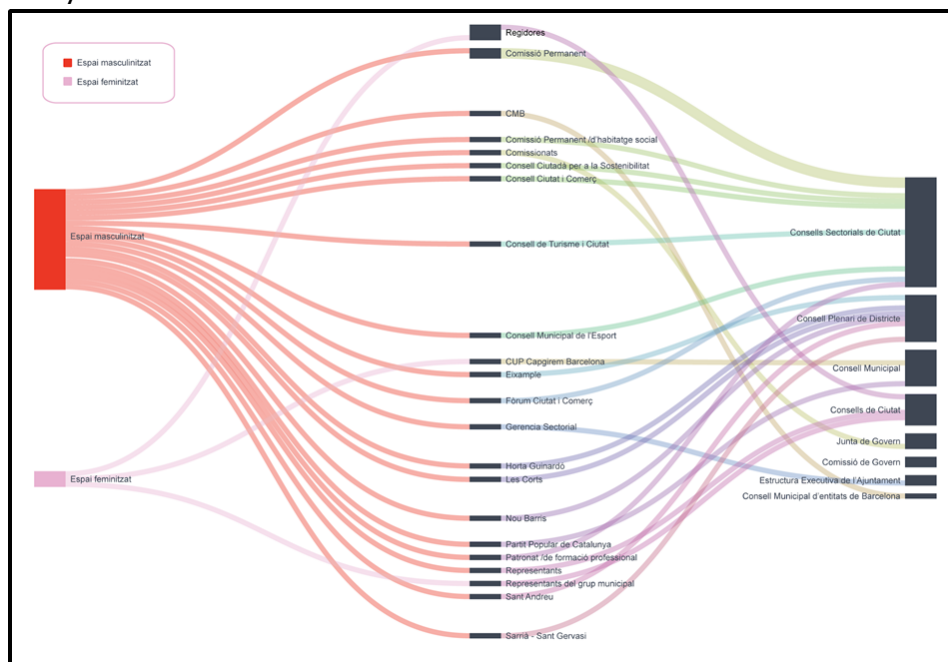 Espai masculinitzat
Espai feminitzat
Espai masculinitzat
Espai feminitzat
Regidores
Comissió Permanent
CMB
Comissió Permanent /d'habitatge social
Comissionats
Consell Ciutadà per a la Sostenibilitat
Consell Ciutat i Comerç
Consell de Turisme i Ciutat
Consell Municipal de l'Esport
CUP Capgirem Barcelona
Eixample
Fòrum Ciutat i Comerç
Gerencia Sectorial
Horta Guinardó
Les Corts
Nou Barris
Partit Popular de Catalunya
Patronat /de formació professional
Representants
Representants del grup municipal
Sant Andreu
Sarrià - Sant Gervasi
Consells Sectorials de Ciutat
Consell Plenari de Districte
Consell Municipal
Consells de Ciutat
Junta de Govern
Comissió de Govern
Estructura Executiva de l'Ajuntament
Consell Municipal d'entitats de Barcelona